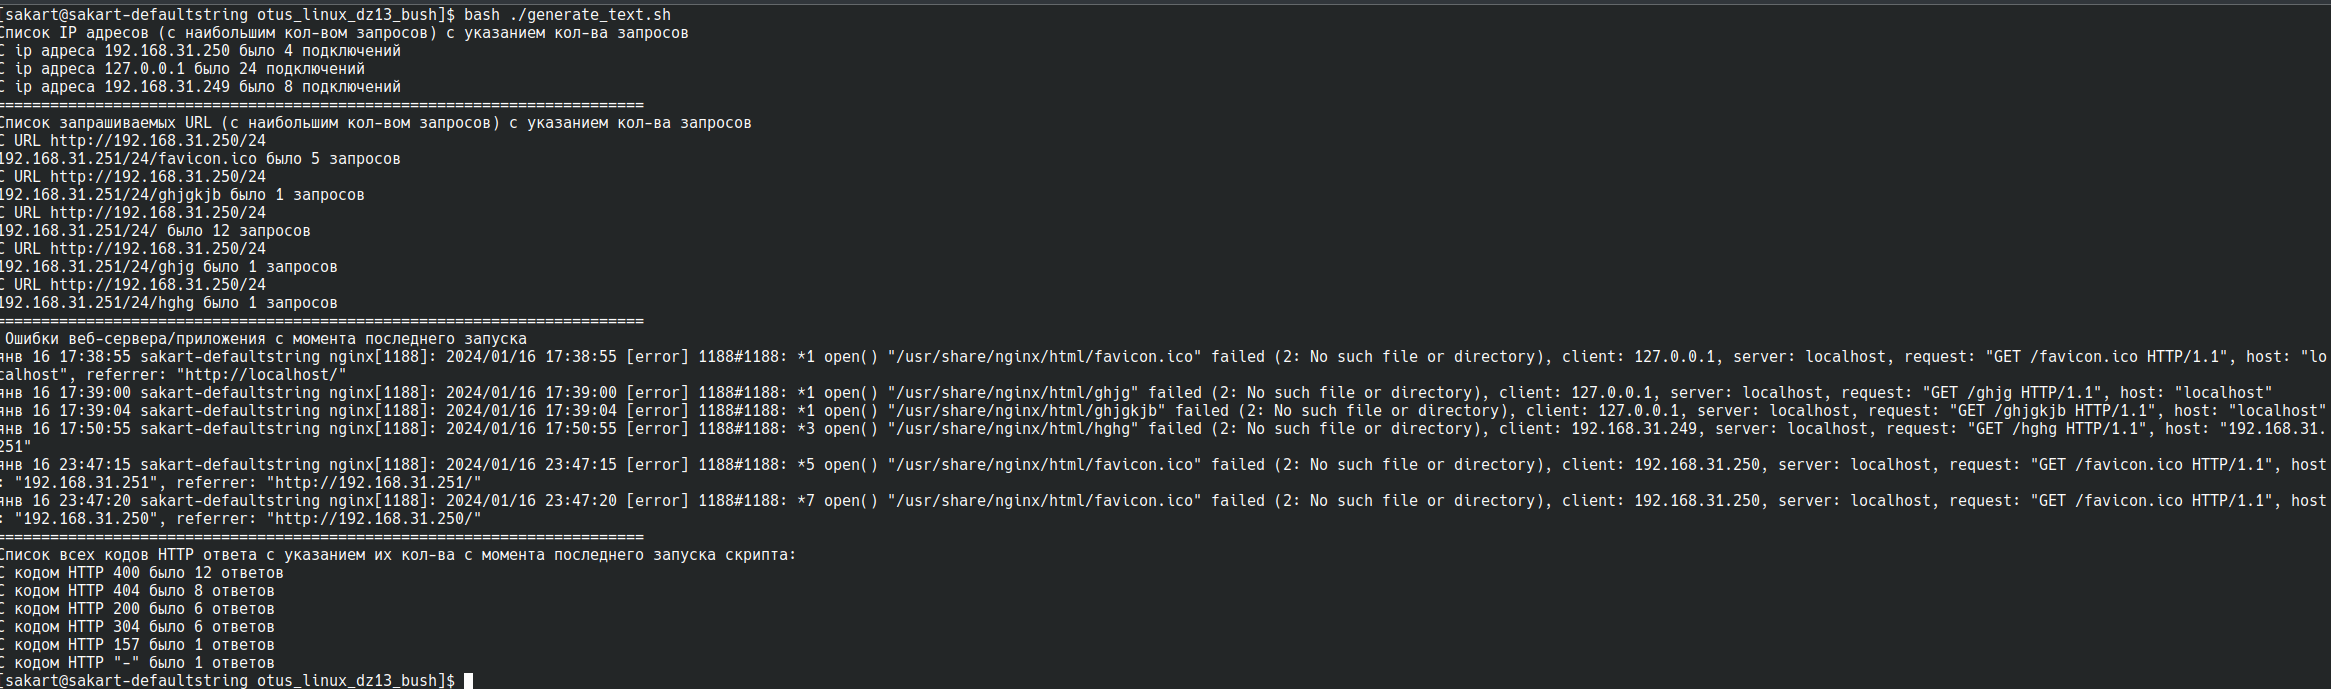 [sakart@sakart-defaultstring otus_linux_dz13_bush]$ bash ./generate_text.sh
Список IP адресов (с наибольшим кол-вом запросов) с указанием кол-ва запросов
С ip адреса 192.168.31.250 было 4 подключений
С ip адреса 127.0.0.1 было 24 подключений
С ip адреса 192.168.31.249 было 8 подключений
========================================================================
Список запрашиваемых URL (с наибольшим кол-вом запросов) с указанием кол-ва запросов
С URL http://192.168.31.250/24
192.168.31.251/24/favicon.ico было 5 запросов
С URL http://192.168.31.250/24
192.168.31.251/24/ghjgkjb было 1 запросов
С URL http://192.168.31.250/24
192.168.31.251/24/ было 12 запросов
С URL http://192.168.31.250/24
192.168.31.251/24/ghjg было 1 запросов
С URL http://192.168.31.250/24
192.168.31.251/24/hghg было 1 запросов
========================================================================
Ошибки веб-сервера/приложения c момента последнего запуска
янв 16 17:38:55 sakart-defaultstring nginx[1188]: 2024/01/16 17:38:55 [error] 1188#1188: *1 open() "/usr/share/nginx/html/favicon.ico" failed (2: No such file or directory), client: 127.0.0.1, server: localhost, request: "GET /favicon.ico HTTP/1.1", host: "lo
calhost", referrer: "http://localhost/"
янв 16 17:39:00 sakart-defaultstring nginx[1188]: 2024/01/16 17:39:00 [error] 1188#1188: *1 open() "/usr/share/nginx/html/ghjg" failed (2: No such file or directory), client: 127.0.0.1, server: localhost, request: "GET /ghjg HTTP/1.1", host: "localhost"
янв 16 17:39:04 sakart-defaultstring nginx[1188]: 2024/01/16 17:39:04 [error] 1188#1188: *1 open() "/usr/share/nginx/html/ghjgkjb" failed (2: No such file or directory), client: 127.0.0.1, server: localhost, request: "GET /ghjgkjb HTTP/1.1", host: "localhost"
янв 16 17:50:55 sakart-defaultstring nginx[1188]: 2024/01/16 17:50:55 [error] 1188#1188: *3 open() "/usr/share/nginx/html/hghg" failed (2: No such file or directory), client: 192.168.31.249, server: localhost, request: "GET /hghg HTTP/1.1", host: "192.168.31.
251"
янв 16 23:47:15 sakart-defaultstring nginx[1188]: 2024/01/16 23:47:15 [error] 1188#1188: *5 open() "/usr/share/nginx/html/favicon.ico" failed (2: No such file or directory), client: 192.168.31.250, server: localhost, request: "GET /favicon.ico HTTP/1.1", host
: "192.168.31.251", referrer: "http://192.168.31.251/"
янв 16 23:47:20 sakart-defaultstring nginx[1188]: 2024/01/16 23:47:20 [error] 1188#1188: *7 open() "/usr/share/nginx/html/favicon.ico" failed (2: No such file or directory), client: 192.168.31.250, server: localhost, request: "GET /favicon.ico HTTP/1.1", host
: "192.168.31.250", referrer: "http://192.168.31.250/"
========================================================================
Список всех кодов HTTP ответа с указанием их кол-ва с момента последнего запуска скрипта:
С кодом HTTP 400 было 12 ответов
С кодом HTTP 404 было 8 ответов
С кодом HTTP 200 было 6 ответов
С кодом HTTP 304 было 6 ответов
С кодом HTTP 157 было 1 ответов
С кодом HTTP "-" было 1 ответов
[sakart@sakart-defaultstring otus_linux_dz13_bush]$